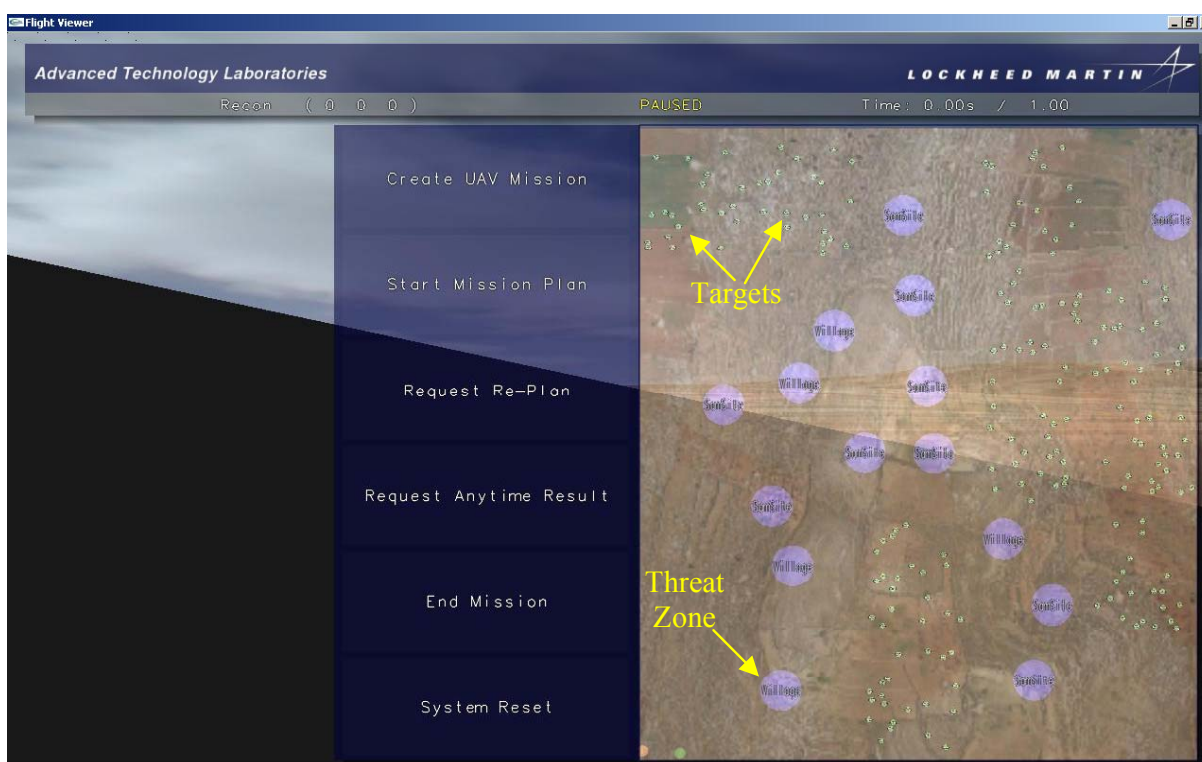 Flight Viewer
Advanced Technology Laboratories
LOCKHEED MARTIN
Recon ( 0 0 0 )
PAUSED
Time: 0.00s / 1.00
Create UAV Mission
Start Mission Plan
Request Re-Plan
Request Anytime Result
End Mission
System Reset
SamSite
SamSite
Targets
SamSite
Village
Village
SamSite
SamSite
SamSite
SamSite
SamSite
Village
Village
Threat
Zone
SamSite
SamSite
Village